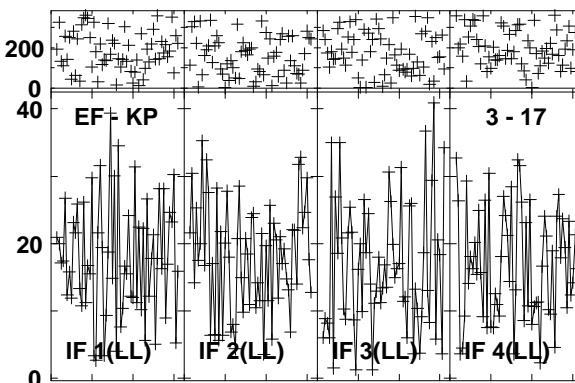 200
0
40
EF - KP
3 - 17
20
IF 1(LL)
IF 2(LL)
IF 3(LL)
IF 4(LL)
0